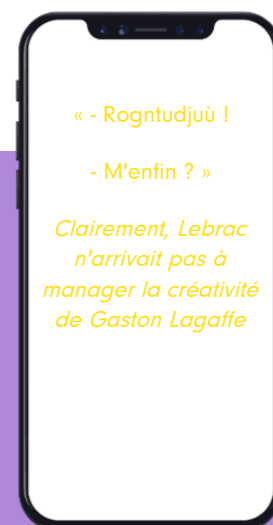 « - Rogntudjuù !
- M'enfin ? »
Clairement, Lebrac
n'arrivait pas à
manager la créativité
de Gaston Lagaffe